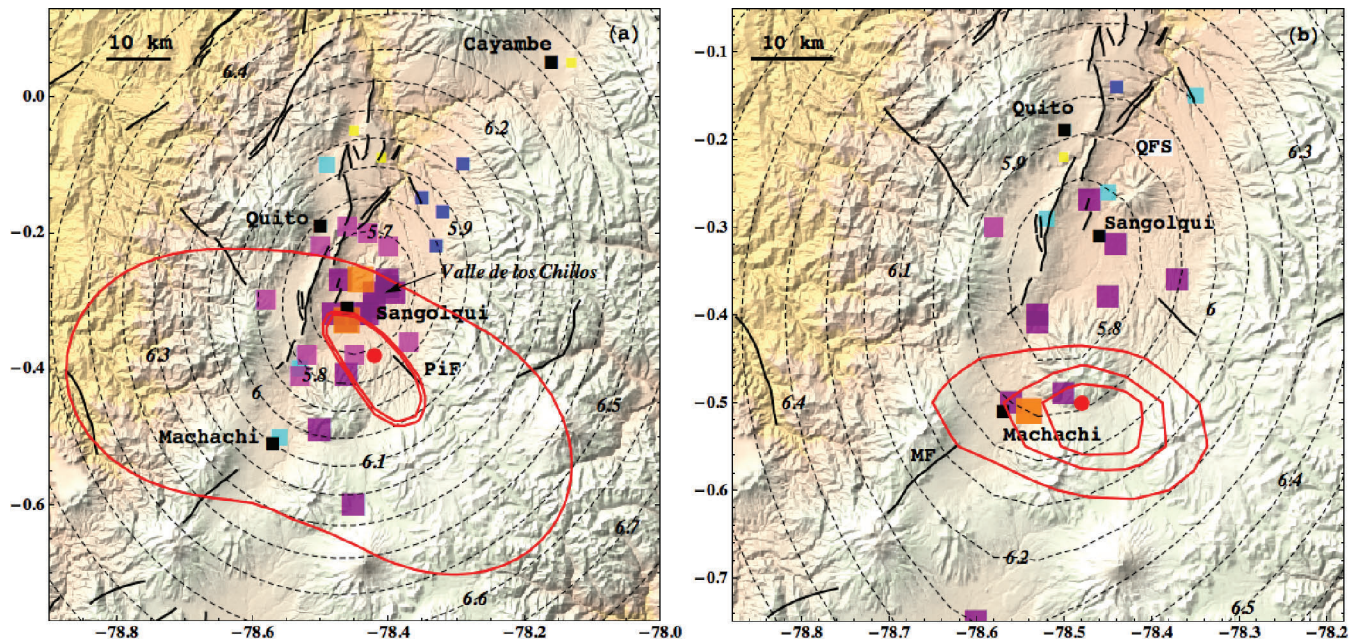 10 km
Cayambe
(a)
6.4
0.0
6.2
-0.2
Quito
5.7
5.9
Valle de los Chillos
Sangolqui
6.3
PiF
-0.4
5.8
6
6.5
Machachi
6.1
-0.6
6.7
6.6
-78.8
-78.6
-78.4
-78.2
-78.0
-0.1
10 km
(b)
Quito
-0.2
5.9
QFS
6.3
-0.3
Sangolqui
6.1
6
-0.4
5.8
6.4
-0.5
Machachi
MF
6.4
-0.6
6.2
-0.7
6.5
-78.8
-78.7
-78.6
-78.5
-78.4
-78.3
-78.2